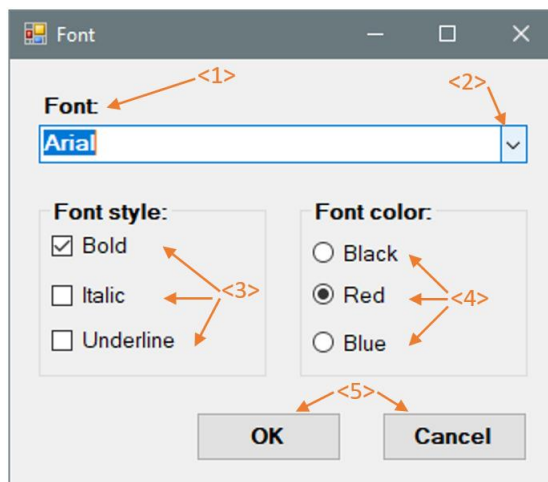 Font
<1>
Font:
<2>
Arial
Font style:
Font color:
Bold
Black
Italic
<3>
Red
<4>
Underline
Blue
<5>
OK
Cancel